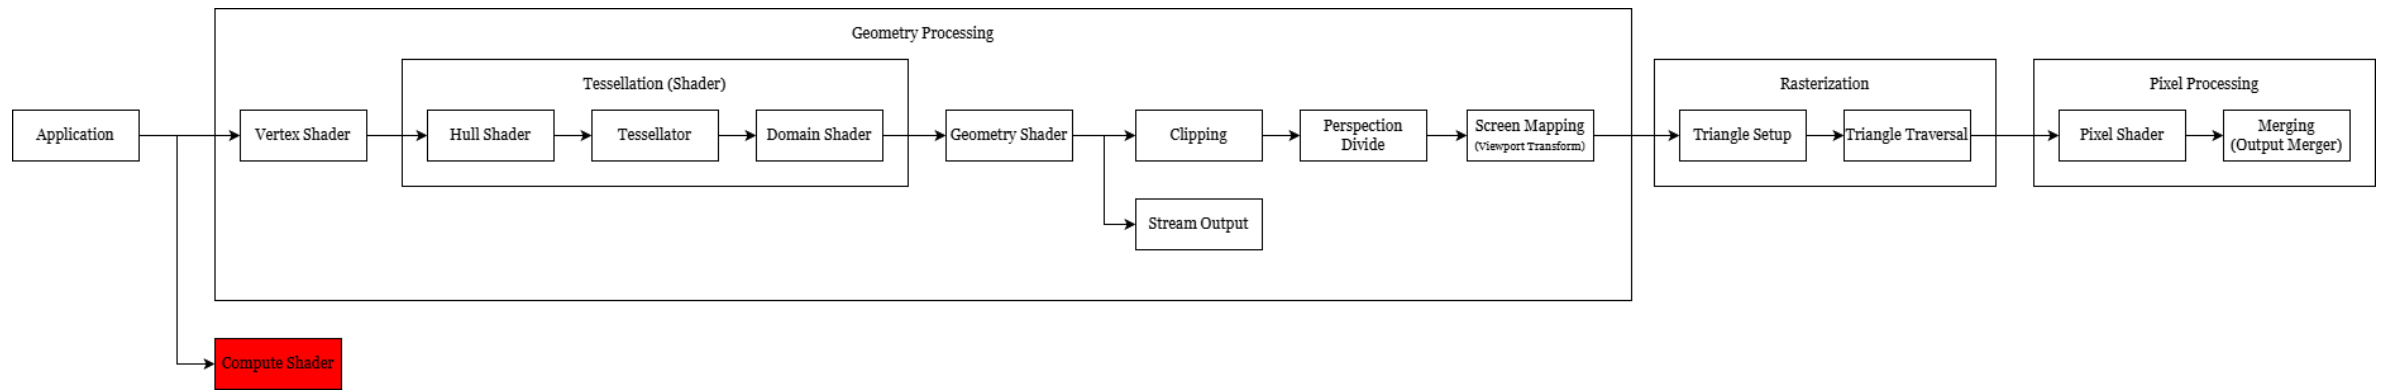 Geometry Processing
Tessellation (Shader)
Rasterization
Pixel Processing
Application
Vertex Shader
Hull Shader
Tessellator
Domain Shader
Geometry Shader
Clipping
Perspection
Divide
Screen Mapping
(Viewport Transform)
Triangle Setup
Triangle Traversal
Pixel Shader
Merging
(Output Merger)
Stream Output
Compute Shader